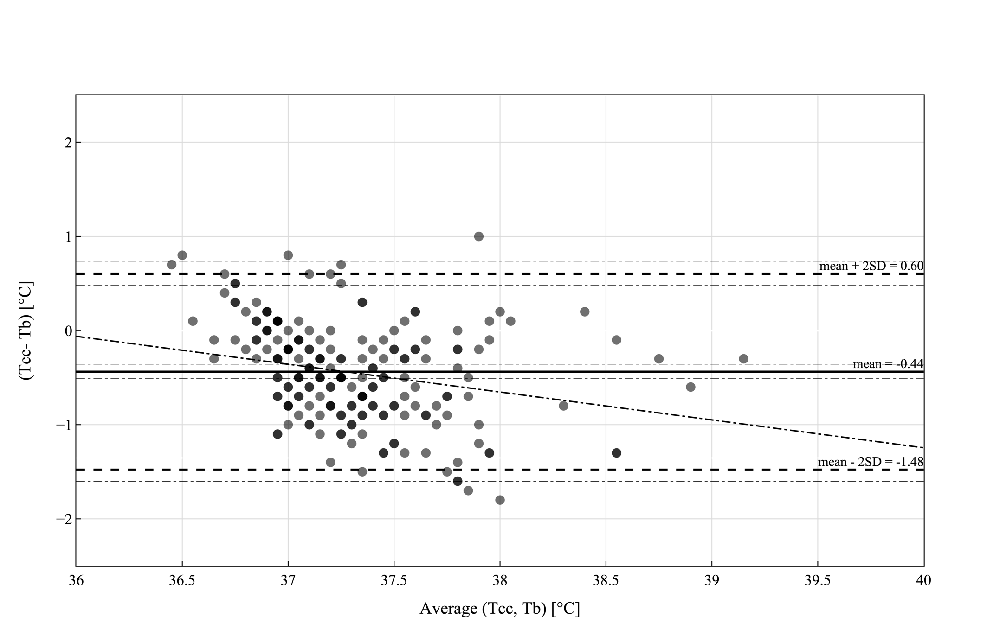 2
1
0
−1
−2
(Tcc- Tb) [°C]
mean + 2SD = 0.60
mean = -0.44
mean - 2SD = -1.48
36 36.5 37 37.5 38 38.5 39 39.5 40
Average (Tcc, Tb) [°C]